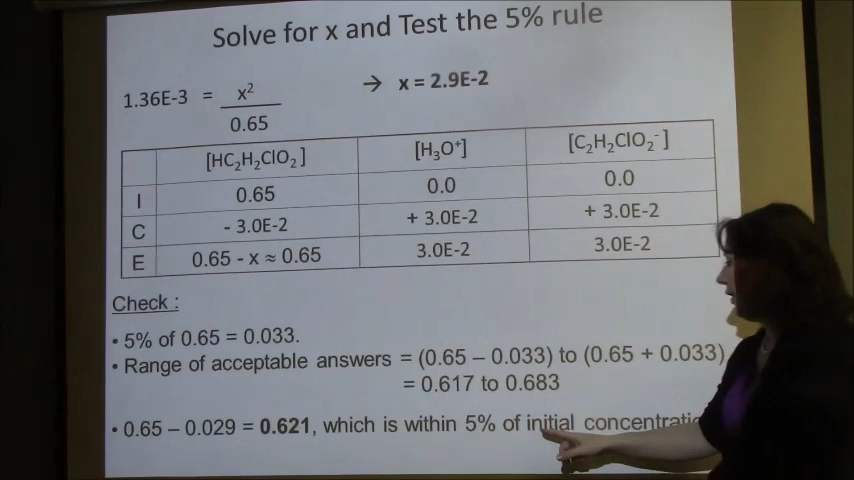 Solve for x and Test the 5% rule
1.36E-3 = x² → x = 2.9E-2
0.65
[HC₂H₂ClO₂] [H₃O⁺] [C₂H₂ClO₂⁻]
I 0.65 0.0 0.0
C - 3.0E-2 + 3.0E-2 + 3.0E-2
E 0.65 - x ≈ 0.65 3.0E-2 3.0E-2
Check :
• 5% of 0.65 = 0.033.
• Range of acceptable answers = (0.65 – 0.033) to (0.65 + 0.033)
= 0.617 to 0.683
• 0.65 – 0.029 = 0.621, which is within 5% of initial